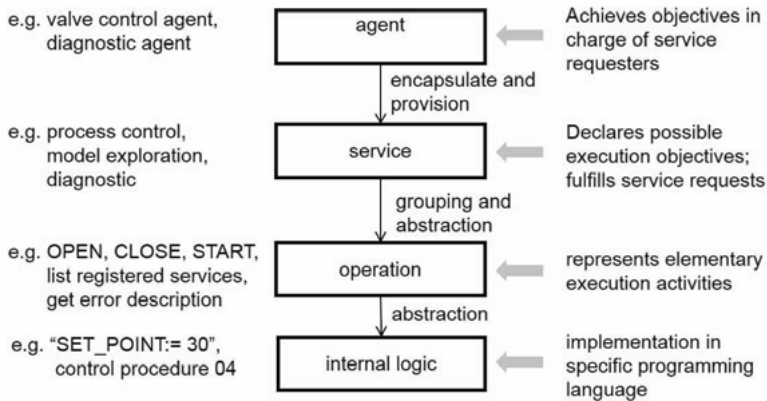 e.g. valve control agent,
diagnostic agent
agent
Achieves objectives in
charge of service
requesters
encapsulate and
provision
e.g. process control,
model exploration,
diagnostic
service
Declares possible
execution objectives;
fulfills service requests
grouping and
abstraction
e.g. OPEN, CLOSE, START,
list registered services,
get error description
operation
represents elementary
execution activities
abstraction
e.g. “SET_POINT:= 30”,
control procedure 04
internal logic
implementation in
specific programming
language